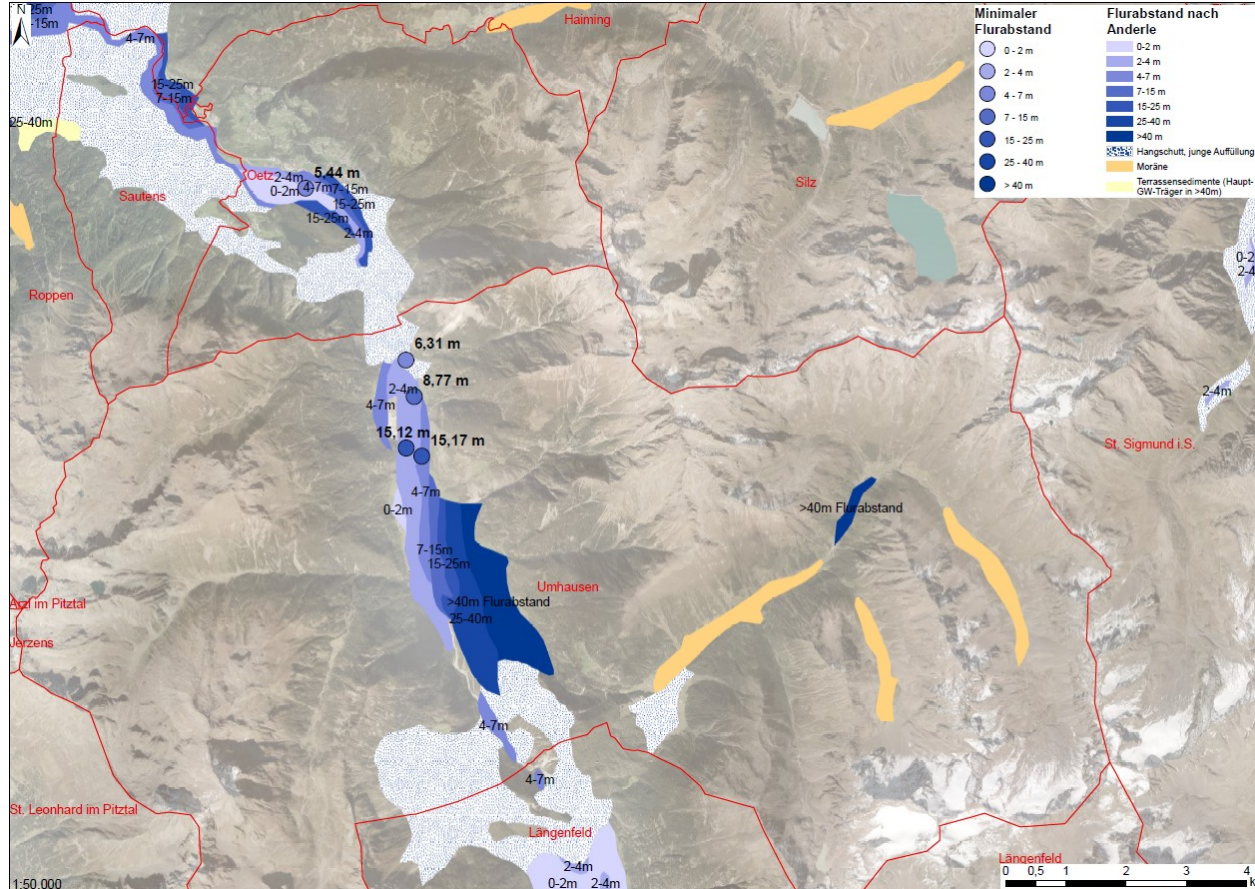 N
25m
-15m
4-7m
Haiming
15-25m
7-15m
25-40m
Oetz
2-4m
5,44 m
0-2m
4-7m
7-15m
15-25m
15-25m
2-4m
Sautens
Silz
Roppen
6,31 m
2-4m
8,77 m
4-7m
15,12 m
15,17 m
4-7m
0-2m
7-15m
15-25m
>40m Flurabstand
25-40m
Umhausen
>40m Flurabstand
0-2
2-4
2-4m
St. Sigmund i.S.
Arzl im Pitztal
Jerzens
4-7m
4-7m
St. Leonhard im Pitztal
Längenfeld
2-4m
0-2m
2-4m
Längenfeld
1:50.000
0 0,5 1 2 3 4
Minimaler
Flurabstand
0 - 2 m
2 - 4 m
4 - 7 m
7 - 15 m
15 - 25 m
25 - 40 m
> 40 m
Flurabstand nach
Anderle
0-2 m
2-4 m
4-7 m
7-15 m
15-25 m
25-40 m
>40 m
Hangschutt, junge Auffüllung
Moräne
Terrassensedimente (Haupt-
GW-Träger in >40m)